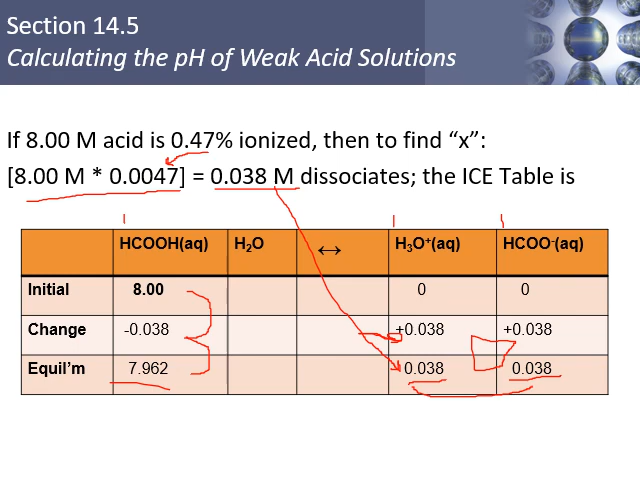 Section 14.5
Calculating the pH of Weak Acid Solutions
If 8.00 M acid is 0.47% ionized, then to find “x”:
[8.00 M * 0.0047] = 0.038 M dissociates; the ICE Table is
HCOOH(aq) H₂O ↔ H₃O⁺(aq) HCOO⁻(aq)
Initial 8.00 0 0
Change -0.038 +0.038 +0.038
Equil’m 7.962 0.038 0.038